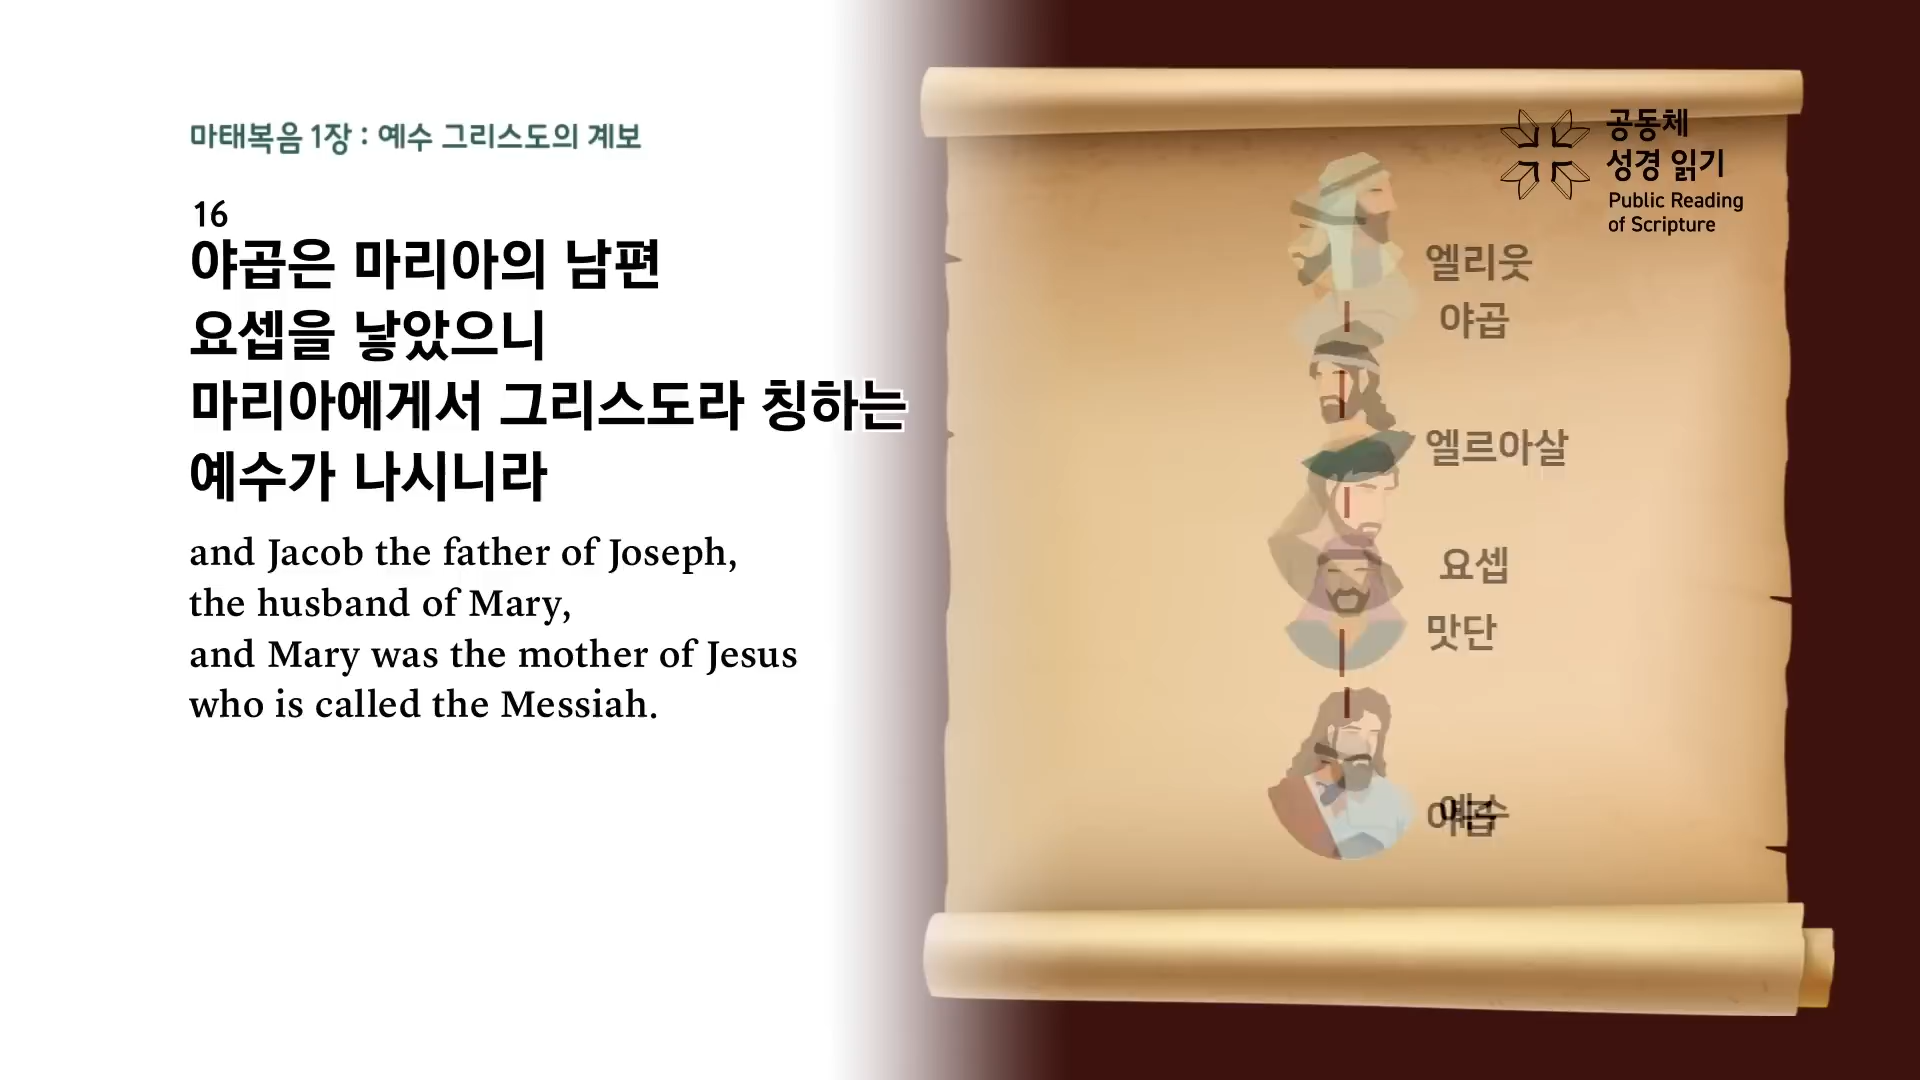 마태복음 1장 : 예수 그리스도의 계보
16
야곱은 마리아의 남편
요셉을 낳았으니
마리아에게서 그리스도라 칭하는
예수가 나시니라
and Jacob the father of Joseph,
the husband of Mary,
and Mary was the mother of Jesus
who is called the Messiah.
공동체
성경 읽기
Public Reading
of Scripture
엘리웃
야곱
엘르아살
요셉
맛단
예수
야곱